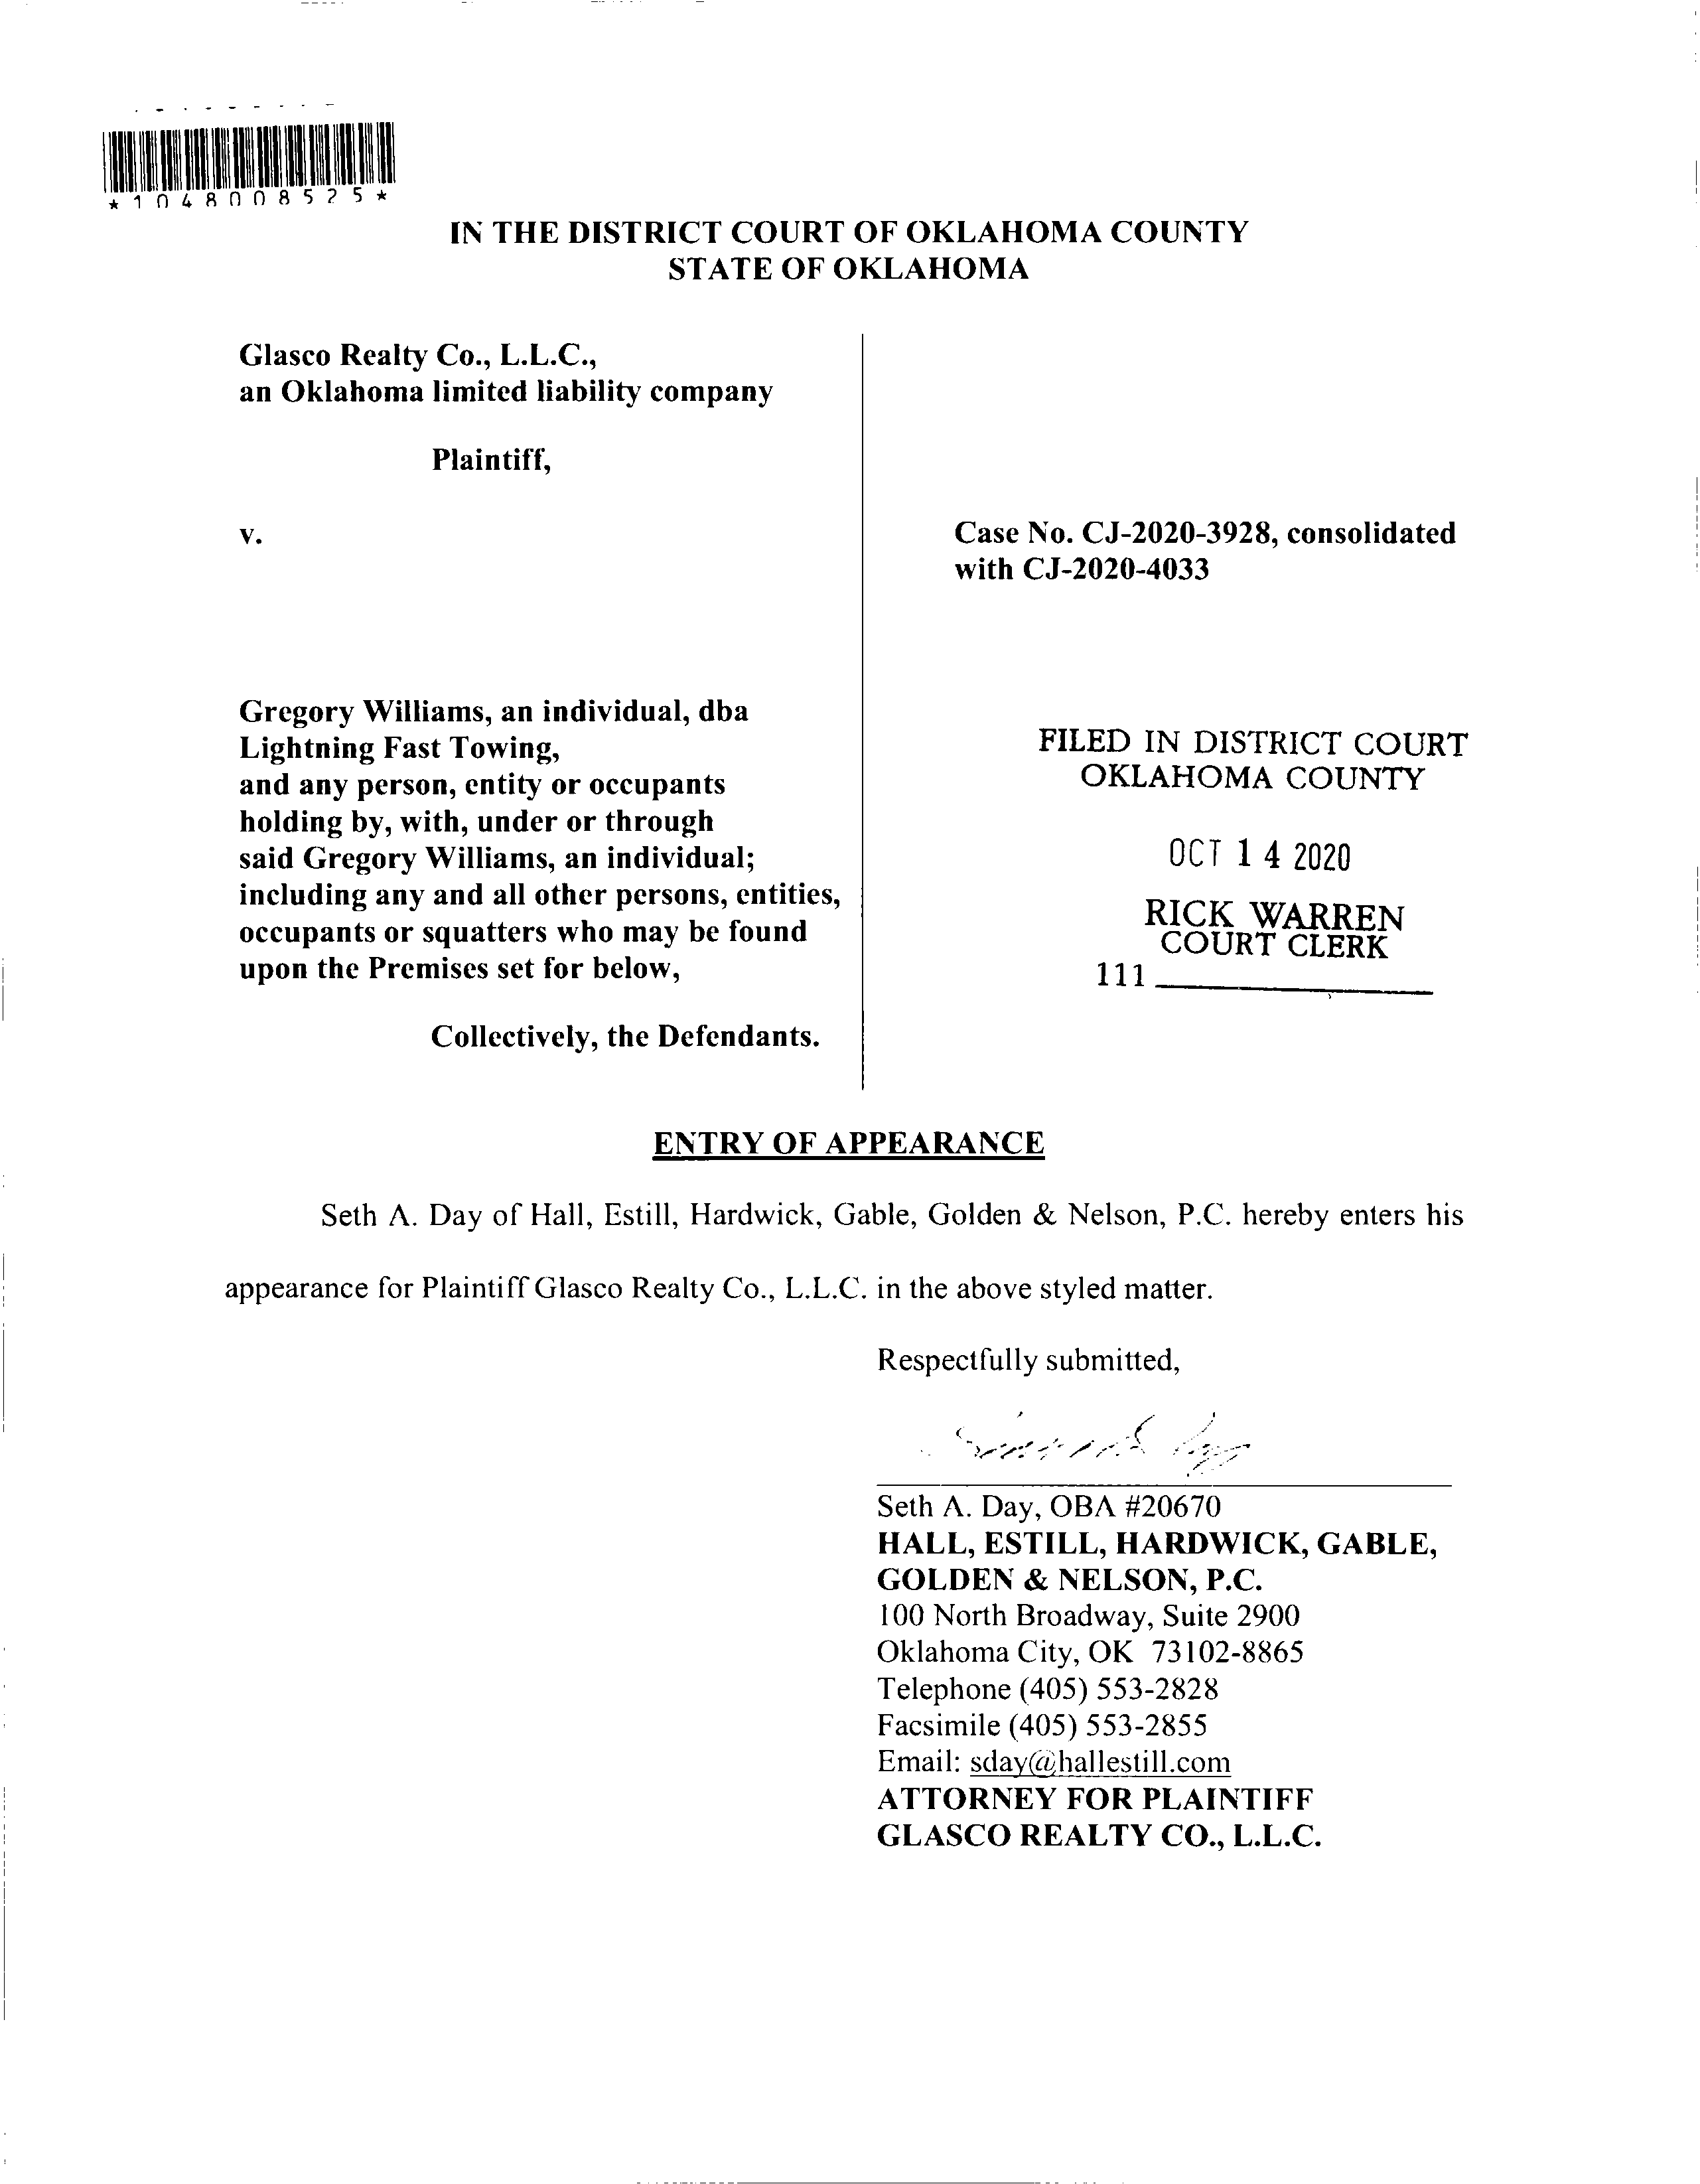 *1048008525*
IN THE DISTRICT COURT OF OKLAHOMA COUNTY
STATE OF OKLAHOMA
Glasco Realty Co., L.L.C.,
an Oklahoma limited liability company
Plaintiff,
v.
Case No. CJ-2020-3928, consolidated
with CJ-2020-4033
Gregory Williams, an individual, dba
Lightning Fast Towing,
and any person, entity or occupants
holding by, with, under or through
said Gregory Williams, an individual;
including any and all other persons, entities,
occupants or squatters who may be found
upon the Premises set for below,
Collectively, the Defendants.
FILED IN DISTRICT COURT
OKLAHOMA COUNTY
OCT 14 2020
RICK WARREN
COURT CLERK
111
ENTRY OF APPEARANCE
Seth A. Day of Hall, Estill, Hardwick, Gable, Golden & Nelson, P.C. hereby enters his
appearance for Plaintiff Glasco Realty Co., L.L.C. in the above styled matter.
Respectfully submitted,
Seth A. Day, OBA #20670
HALL, ESTILL, HARDWICK, GABLE,
GOLDEN & NELSON, P.C.
100 North Broadway, Suite 2900
Oklahoma City, OK 73102-8865
Telephone (405) 553-2828
Facsimile (405) 553-2855
Email: sday@hallestill.com
ATTORNEY FOR PLAINTIFF
GLASCO REALTY CO., L.L.C.